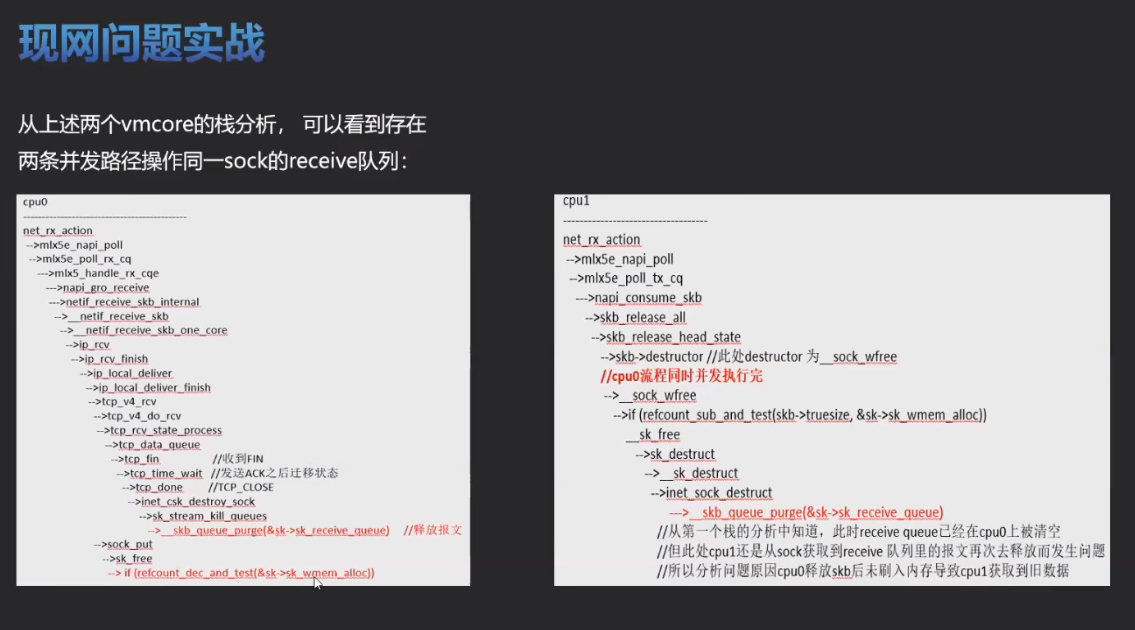 现网问题实战
从上述两个vmcore的栈分析， 可以看到存在
两条并发路径操作同一sock的receive队列：
cpu0
--------------------------------------------
net_rx_action
-->mlx5e_napi_poll
-->mlx5e_poll_rx_cq
--->mlx5_handle_rx_cqe
--->napi_gro_receive
--->netif_receive_skb_internal
-->__netif_receive_skb
-->__netif_receive_skb_one_core
-->ip_rcv
-->ip_rcv_finish
-->ip_local_deliver
-->ip_local_deliver_finish
-->tcp_v4_rcv
-->tcp_v4_do_rcv
-->tcp_rcv_state_process
-->tcp_data_queue
-->tcp_fin //收到FIN
-->tcp_time_wait //发送ACK之后迁移状态
-->tcp_done //TCP_CLOSE
-->inet_csk_destroy_sock
-->sk_stream_kill_queues
-->__skb_queue_purge(&sk->sk_receive_queue) //释放报文
-->sock_put
-->sk_free
--> if (refcount_dec_and_test(&sk->sk_wmem_alloc))
cpu1
-----------------------------------
net_rx_action
-->mlx5e_napi_poll
-->mlx5e_poll_tx_cq
--->napi_consume_skb
-->skb_release_all
-->skb_release_head_state
-->skb->destructor //此处destructor 为__sock_wfree
//cpu0流程同时并发执行完
-->__sock_wfree
-->if (refcount_sub_and_test(skb->truesize, &sk->sk_wmem_alloc))
__sk_free
-->sk_destruct
-->__sk_destruct
-->inet_sock_destruct
--->__skb_queue_purge(&sk->sk_receive_queue)
//从第一个栈的分析中知道，此时receive queue已经在cpu0上被清空
//但此处cpu1还是从sock获取到receive 队列里的报文再次去释放而发生问题
//所以分析问题原因cpu0释放skb后未刷入内存导致cpu1获取到旧数据